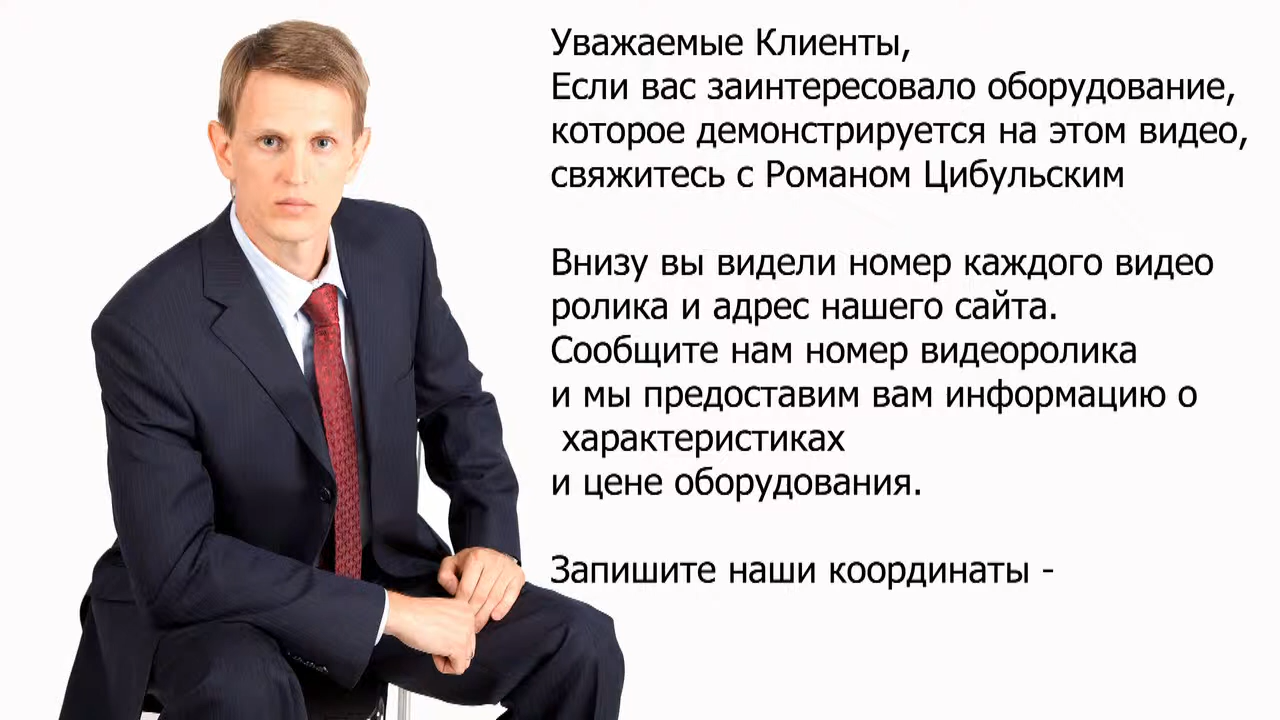 Уважаемые Клиенты,
Если вас заинтересовало оборудование,
которое демонстрируется на этом видео,
свяжитесь с Романом Цибульским
Внизу вы видели номер каждого видео
ролика и адрес нашего сайта.
Сообщите нам номер видеоролика
и мы предоставим вам информацию о
характеристиках
и цене оборудования.
Запишите наши координаты -